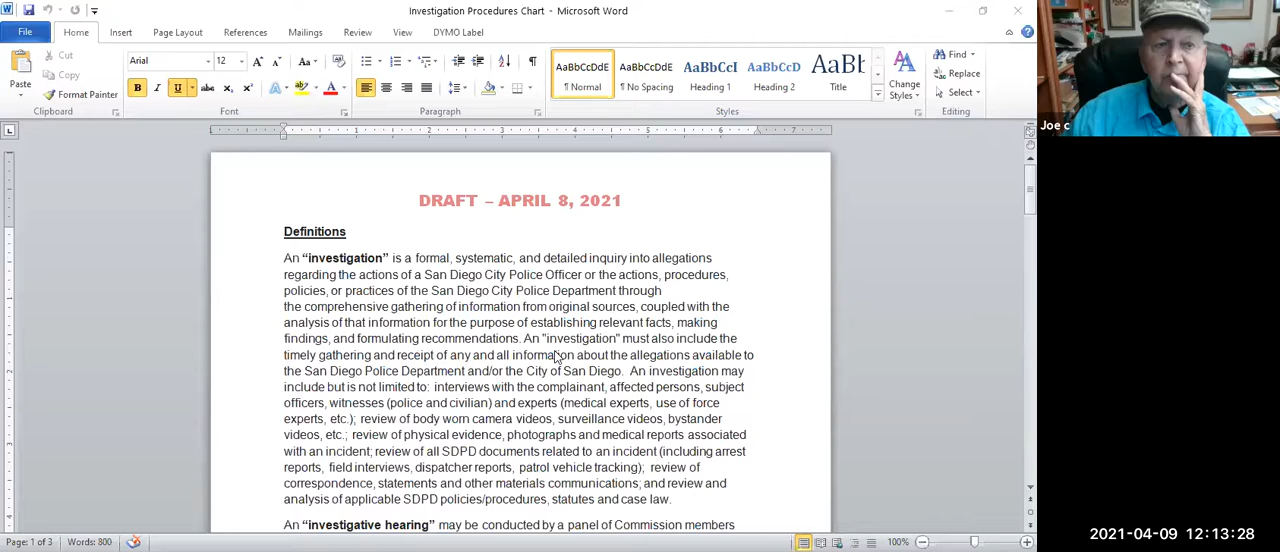 Investigation Procedures Chart - Microsoft Word
File Home Insert Page Layout References Mailings Review View DYMO Label
Paste
Cut
Copy
Format Painter
Clipboard
Arial 12
Font
Paragraph
AaBbCcDdE AaBbCcDdE AaBbCcI AaBbCcD AaBb
¶ Normal ¶ No Spacing Heading 1 Heading 2 Title
Change Styles
Styles
Find
Replace
Select
Editing
Joe c
DRAFT – APRIL 8, 2021
Definitions
An “investigation” is a formal, systematic, and detailed inquiry into allegations
regarding the actions of a San Diego City Police Officer or the actions, procedures,
policies, or practices of the San Diego City Police Department through
the comprehensive gathering of information from original sources, coupled with the
analysis of that information for the purpose of establishing relevant facts, making
findings, and formulating recommendations. An "investigation" must also include the
timely gathering and receipt of any and all information about the allegations available to
the San Diego Police Department and/or the City of San Diego.  An investigation may
include but is not limited to:  interviews with the complainant, affected persons, subject
officers, witnesses (police and civilian) and experts (medical experts, use of force
experts, etc.);  review of body worn camera videos, surveillance videos, bystander
videos, etc.;  review of physical evidence, photographs and medical reports associated
with an incident; review of all SDPD documents related to an incident (including arrest
reports,  field interviews, dispatcher reports,  patrol vehicle tracking);  review of
correspondence, statements and other materials communications; and review and
analysis of applicable SDPD policies/procedures, statutes and case law.
An “investigative hearing” may be conducted by a panel of Commission members
Page: 1 of 3 Words: 800 100%
2021-04-09 12:13:28